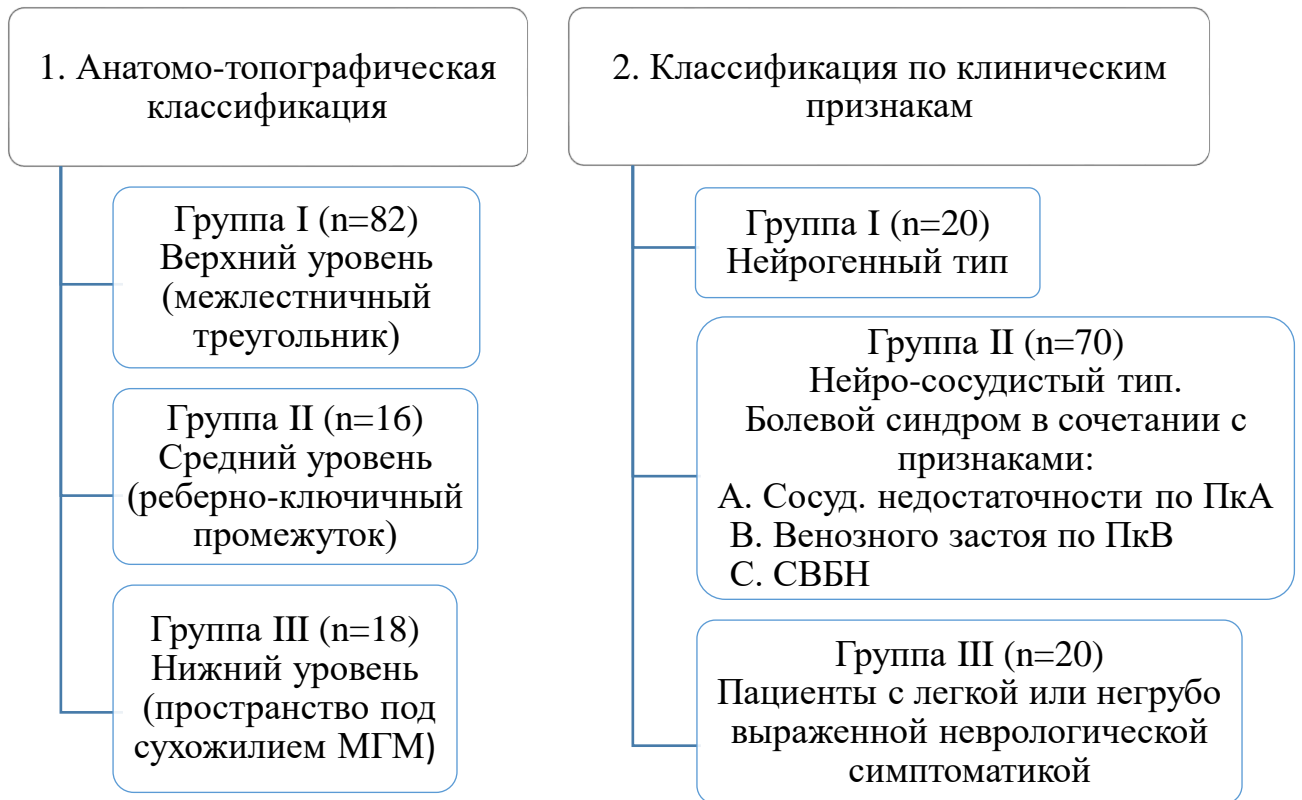 1. Анатомо-топографическая
классификация
Группа I (n=82)
Верхний уровень
(межлестничный
треугольник)
Группа II (n=16)
Средний уровень
(реберно-ключичный
промежуток)
Группа III (n=18)
Нижний уровень
(пространство под
сухожилием МГМ)
2. Классификация по клиническим
признакам
Группа I (n=20)
Нейрогенный тип
Группа II (n=70)
Нейро-сосудистый тип.
Болевой синдром в сочетании с
признаками:
А. Сосуд. недостаточности по ПкА
В. Венозного застоя по ПкВ
С. СВБН
Группа III (n=20)
Пациенты с легкой или негрубо
выраженной неврологической
симптоматикой